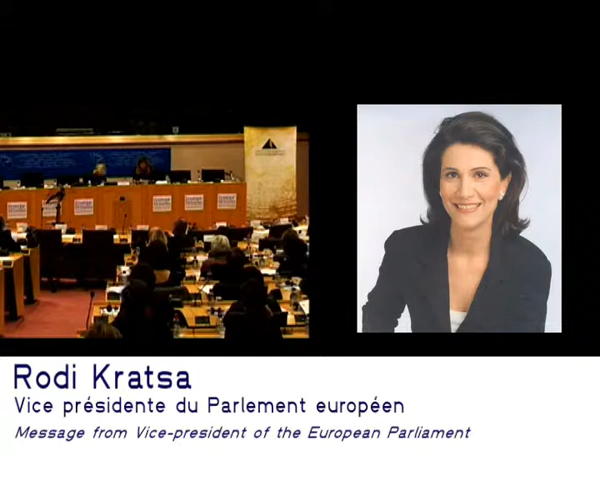 Rodi Kratsa
Vice présidente du Parlement européen
Message from Vice-president of the European Parliament